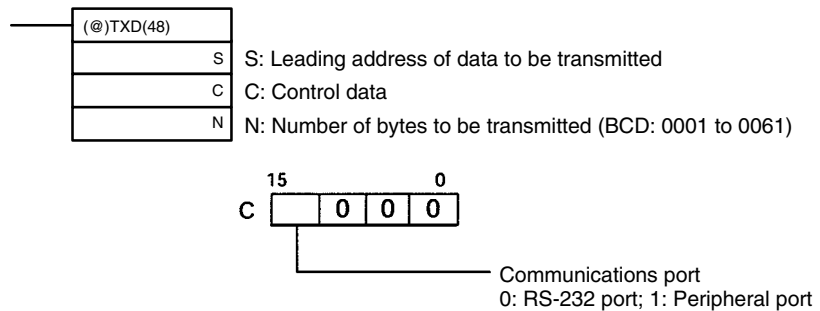 (@)TXD(48)
S S: Leading address of data to be transmitted
C C: Control data
N N: Number of bytes to be transmitted (BCD: 0001 to 0061)
15 0
C 0 0 0
Communications port
0: RS-232 port; 1: Peripheral port